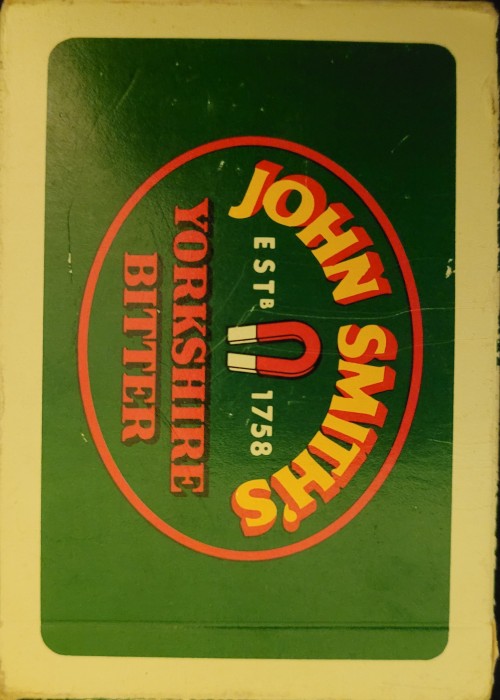 JOHN SMITH'S
ESTD. 1758
YORKSHIRE
BITTER